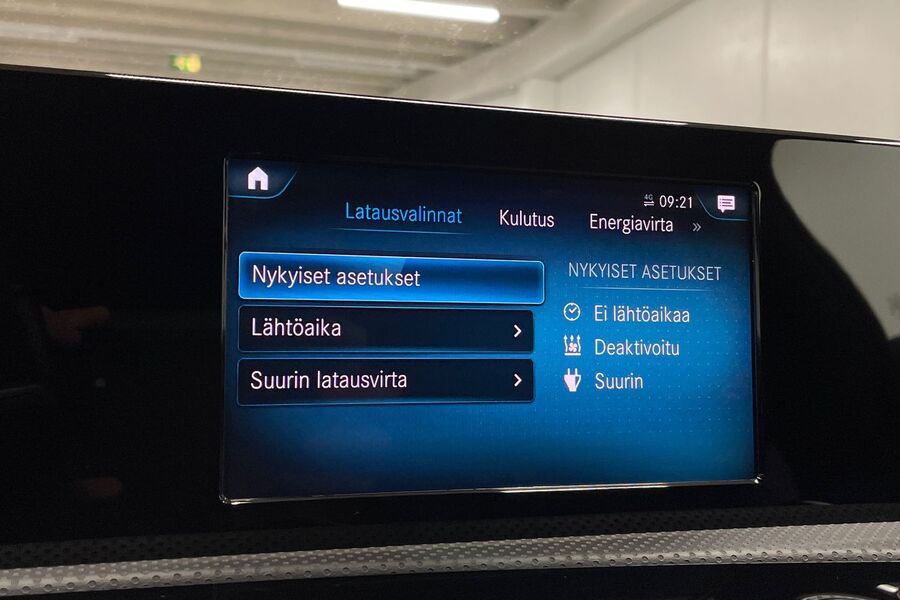 4G 09:21
Latausvalinnat Kulutus Energiavirta »
Nykyiset asetukset
Lähtöaika
Suurin latausvirta
NYKYISET ASETUKSET
Ei lähtöaikaa
Deaktivoitu
Suurin